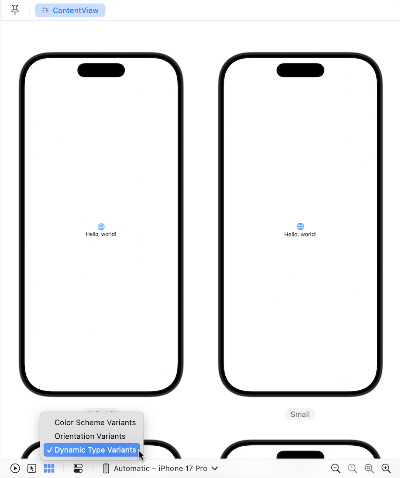 ContentView
Hello, world!
Hello, world!
Small
Color Scheme Variants
Orientation Variants
Dynamic Type Variants
Automatic – iPhone 17 Pro